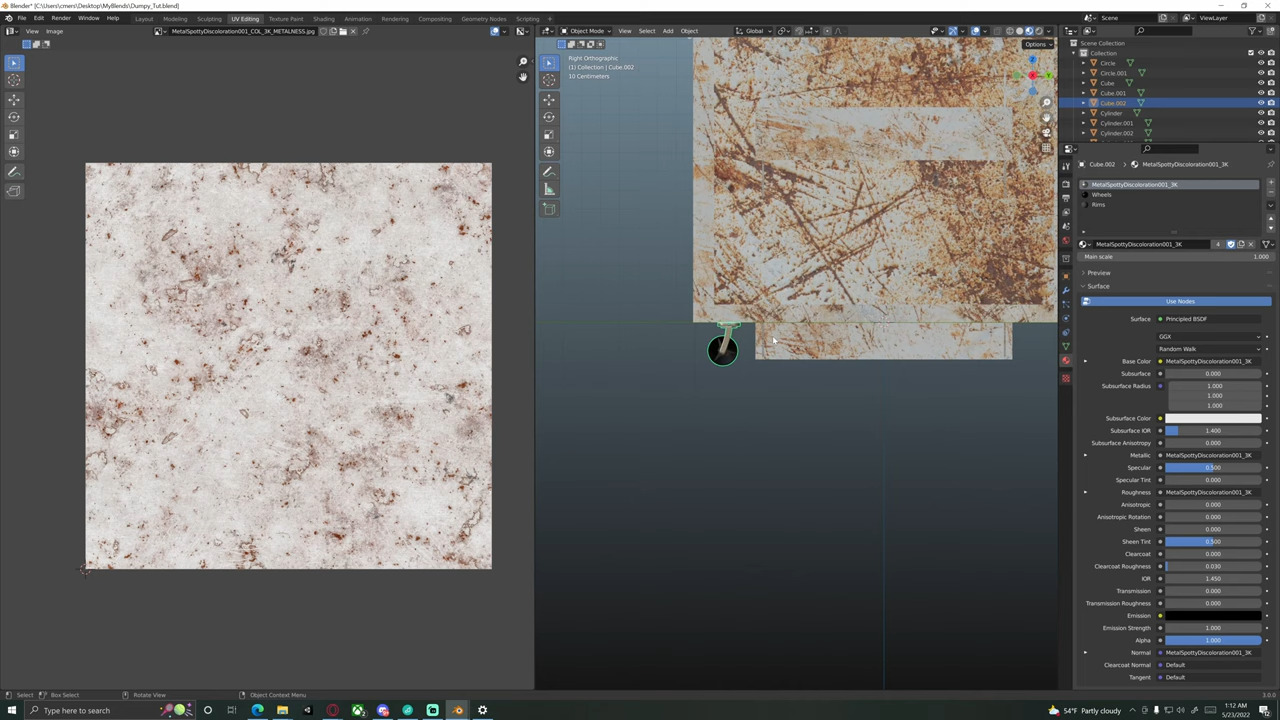 Blender* [C:\Users\cmers\Desktop\MyBlends\Dumpy_Tut.blend]
File Edit Render Window Help Layout Modeling Sculpting UV Editing Texture Paint Shading Animation Rendering Compositing Geometry Nodes Scripting + Scene ViewLayer
View Image MetalSpottyDiscoloration001_COL_3K_METALNESS.jpg Object Mode View Select Add Object Global
Options
Right Orthographic
(1) Collection | Cube.002
10 Centimeters
Scene Collection
Collection
Circle
Circle.001
Cube
Cube.001
Cube.002
Cylinder
Cylinder.001
Cylinder.002
Cube.002 MetalSpottyDiscoloration001_3K
MetalSpottyDiscoloration001_3K
Wheels
Rims
MetalSpottyDiscoloration001_3K 4
Main scale 1.000
Preview
Surface
Use Nodes
Surface Principled BSDF
GGX
Random Walk
Base Color MetalSpottyDiscoloration001_3K
Subsurface 0.000
Subsurface Radius 1.000
1.000
1.000
Subsurface Color
Subsurface IOR 1.400
Subsurface Anisotropy 0.000
Metallic MetalSpottyDiscoloration001_3K
Specular 0.500
Specular Tint 0.000
Roughness MetalSpottyDiscoloration001_3K
Anisotropic 0.000
Anisotropic Rotation 0.000
Sheen 0.000
Sheen Tint 0.500
Clearcoat 0.000
Clearcoat Roughness 0.030
IOR 1.450
Transmission 0.000
Transmission Roughness 0.000
Emission
Emission Strength 1.000
Alpha 1.000
Normal MetalSpottyDiscoloration001_3K
Clearcoat Normal Default
Tangent Default
Select Box Select Rotate View Object Context Menu 3.0.0
Type here to search 54°F Partly cloudy 1:12 AM
5/23/2022